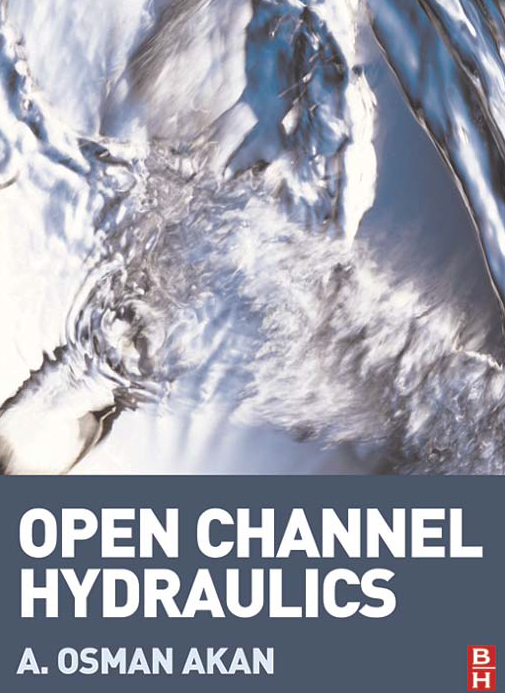 OPEN CHANNEL
HYDRAULICS
A. OSMAN AKAN
B
H